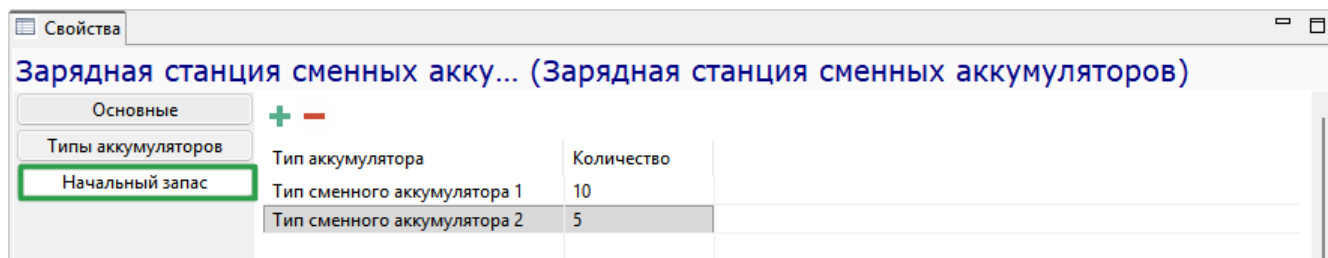 Свойства
Зарядная станция сменных акку... (Зарядная станция сменных аккумуляторов)
Основные
Типы аккумуляторов
Начальный запас
Тип аккумулятора Количество
Тип сменного аккумулятора 1 10
Тип сменного аккумулятора 2 5